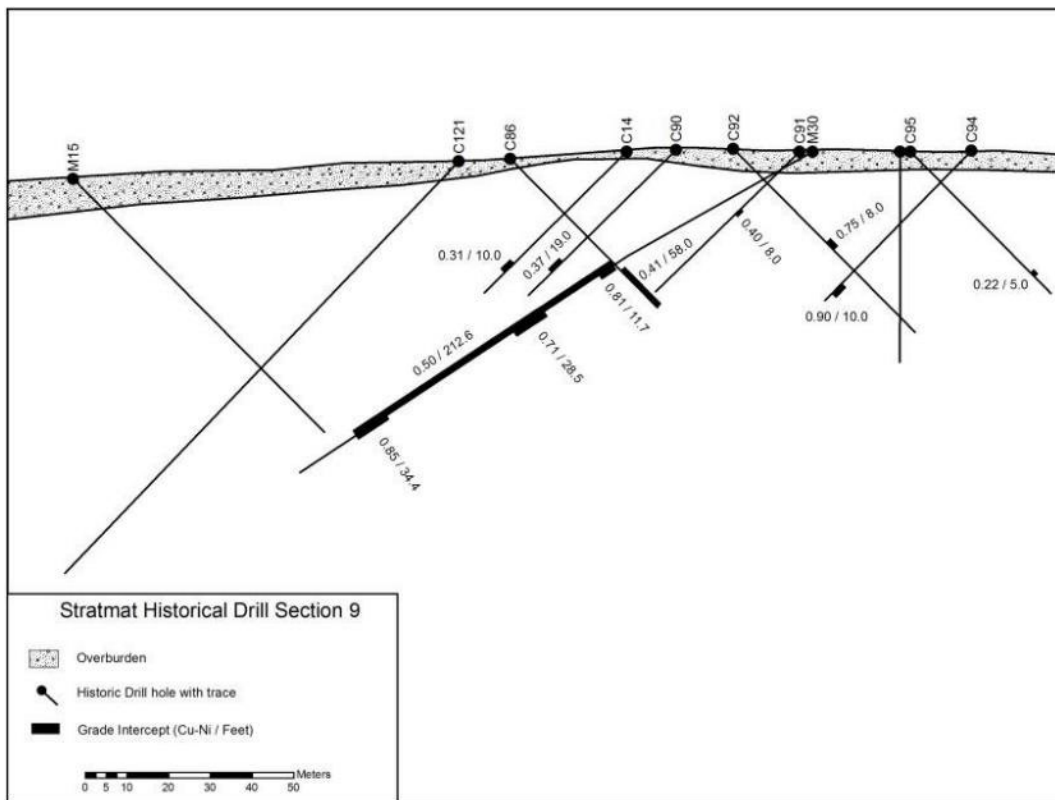 M15
C121
C86
C14
C90
C92
C91
M30
C95
C94
0.31 / 10.0
0.37 / 19.0
0.41 / 58.0
0.40 / 8.0
0.75 / 8.0
0.22 / 5.0
0.90 / 10.0
0.81 / 11.7
0.50 / 212.6
0.71 / 28.5
0.85 / 34.4
Stratmat Historical Drill Section 9
Overburden
Historic Drill hole with trace
Grade Intercept (Cu-Ni / Feet)
Meters
0 5 10 20 30 40 50